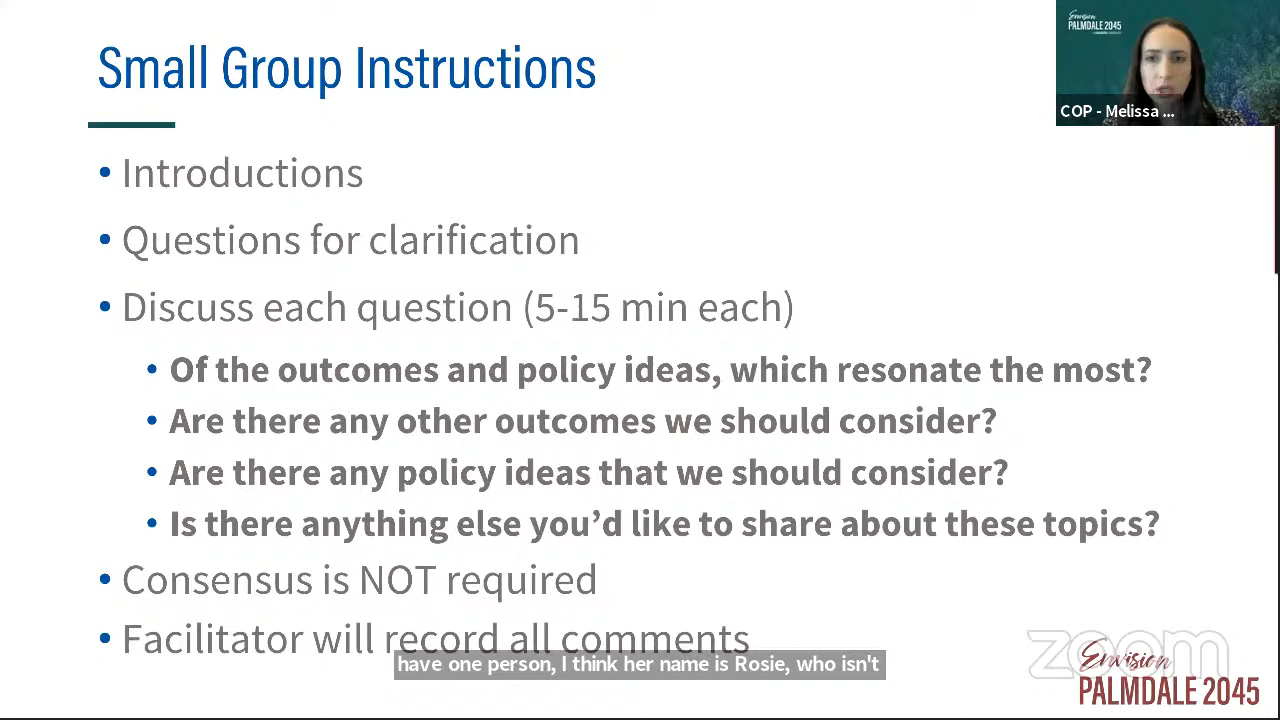 Small Group Instructions
Envision
PALMDALE 2045
COP - Melissa ...
• Introductions
• Questions for clarification
• Discuss each question (5-15 min each)
• Of the outcomes and policy ideas, which resonate the most?
• Are there any other outcomes we should consider?
• Are there any policy ideas that we should consider?
• Is there anything else you’d like to share about these topics?
• Consensus is NOT required
• Facilitator will record all comments
have one person, I think her name is Rosie, who isn't
zoom
Envision
PALMDALE 2045